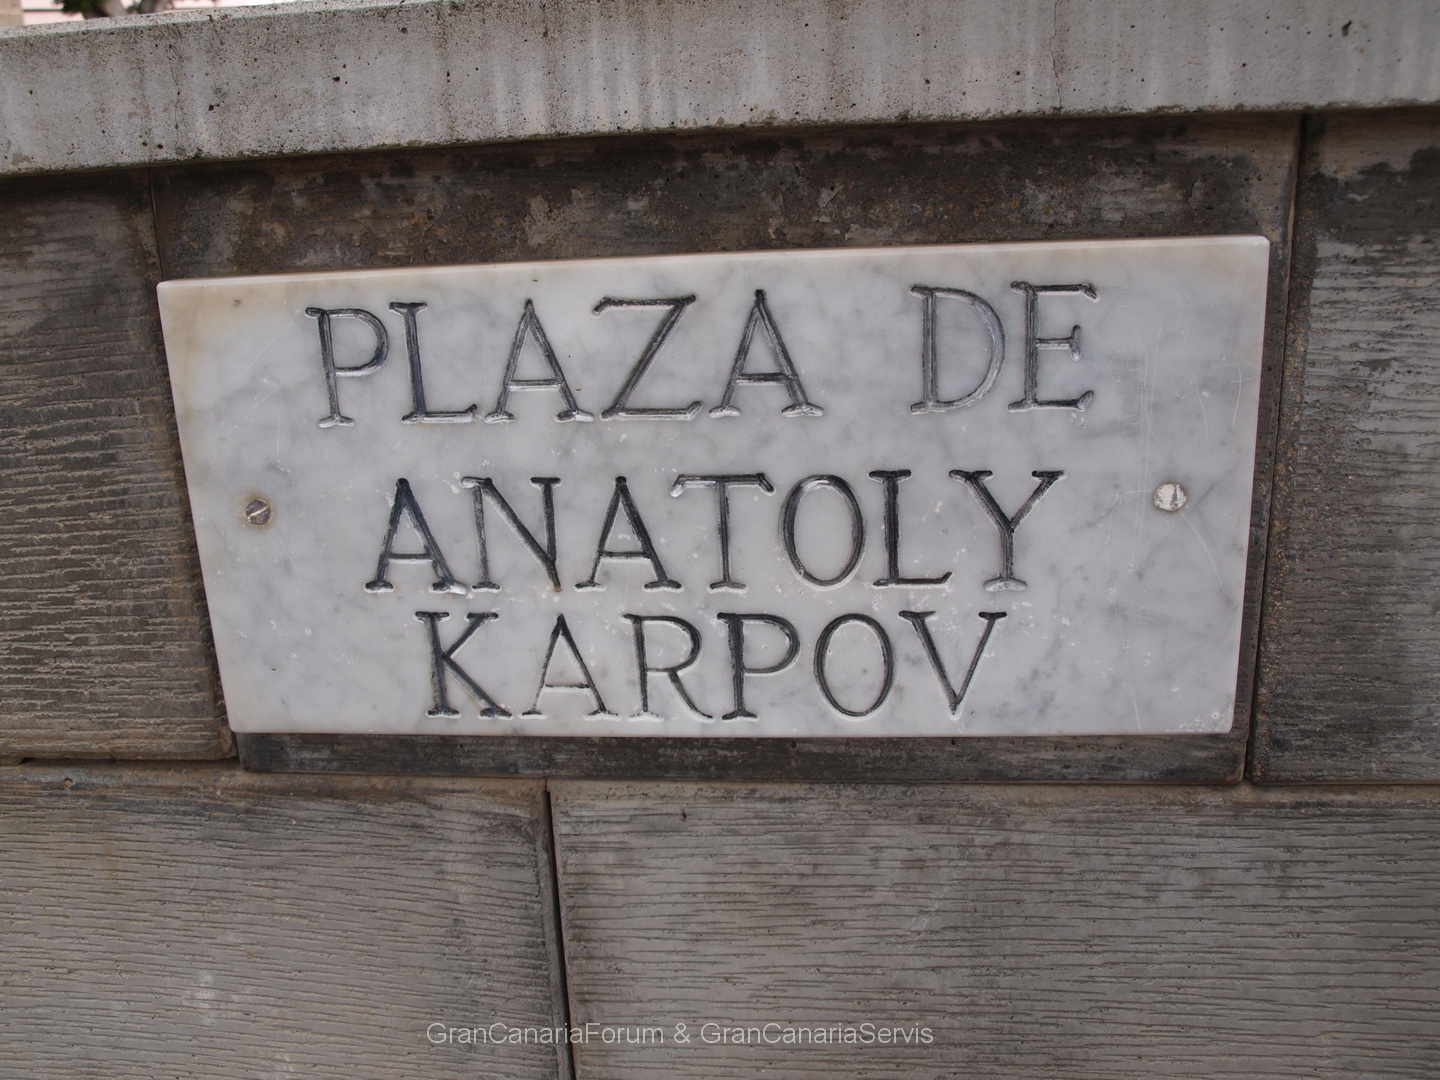 PLAZA DE
ANATOLY
KARPOV
GranCanariaForum & GranCanariaServis